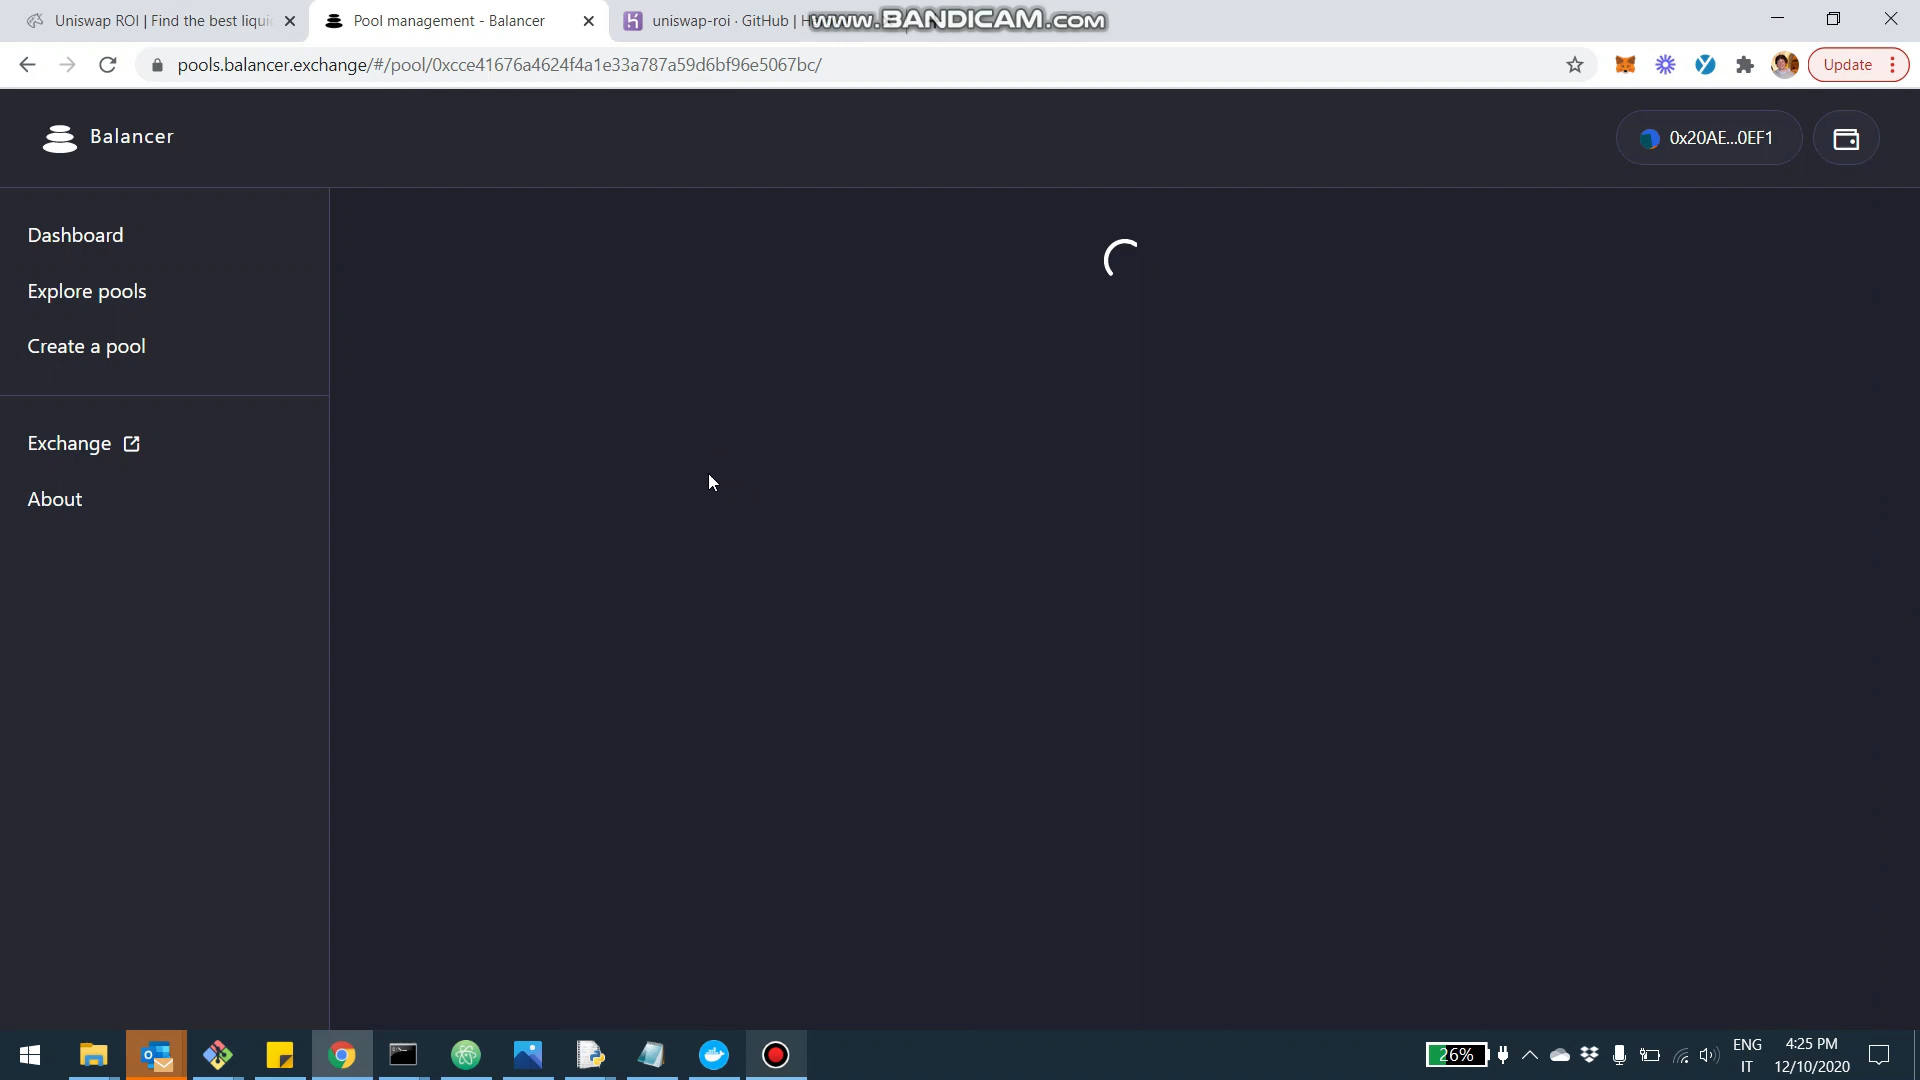 Uniswap ROI | Find the best liqui
Pool management - Balancer
uniswap-roi · GitHub | H
www.BANDICAM.com
pools.balancer.exchange/#/pool/0xcce41676a4624f4a1e33a787a59d6bf96e5067bc/
Update
Balancer
0x20AE...0EF1
Dashboard
Explore pools
Create a pool
Exchange
About
26%
ENG
IT
4:25 PM
12/10/2020